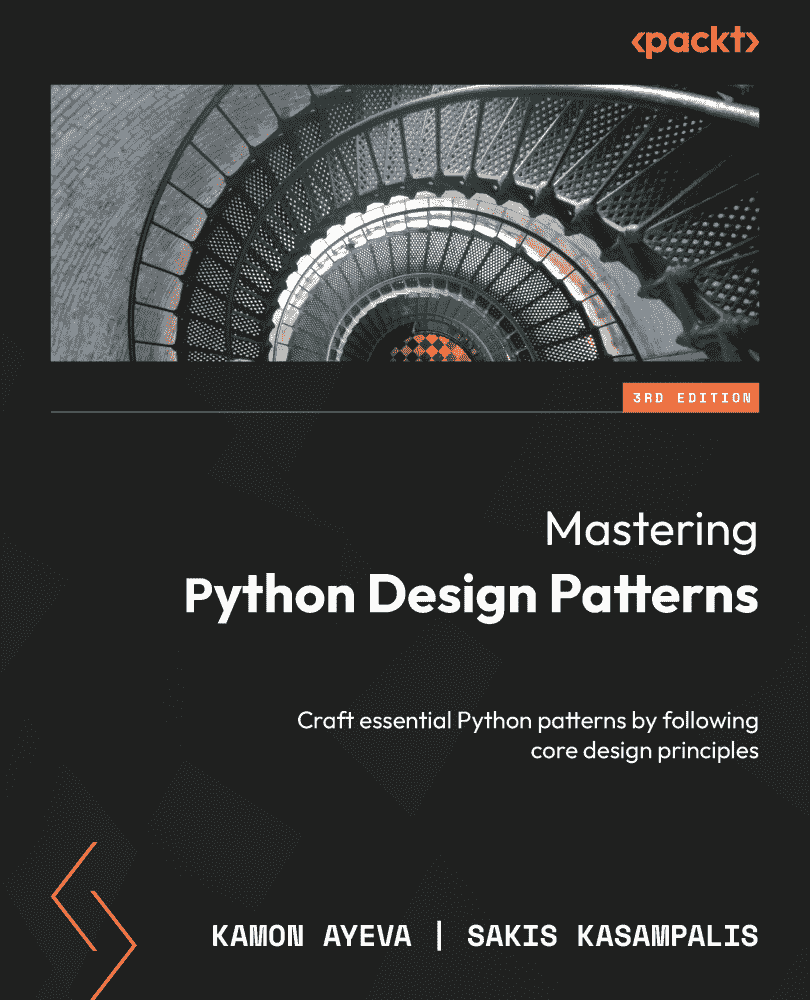 <packt>
3RD EDITION
Mastering
Python Design Patterns
Craft essential Python patterns by following
core design principles
KAMON AYEVA | SAKIS KASAMPALIS